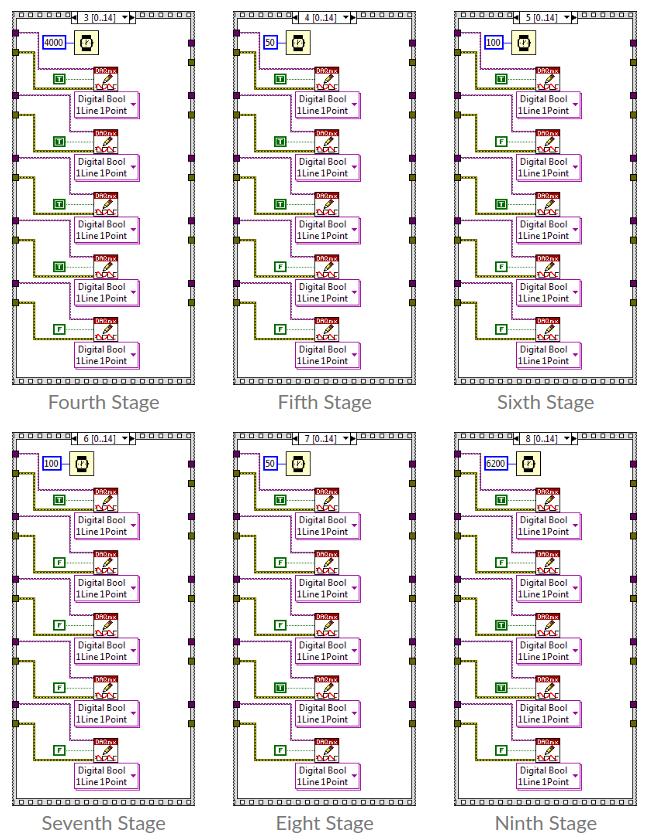 3 [0..14]
4000
T
DAQmx
Digital Bool
1Line 1Point
T
DAQmx
Digital Bool
1Line 1Point
T
DAQmx
Digital Bool
1Line 1Point
T
DAQmx
Digital Bool
1Line 1Point
F
DAQmx
Digital Bool
1Line 1Point
Fourth Stage
4 [0..14]
50
T
DAQmx
Digital Bool
1Line 1Point
T
DAQmx
Digital Bool
1Line 1Point
T
DAQmx
Digital Bool
1Line 1Point
F
DAQmx
Digital Bool
1Line 1Point
F
DAQmx
Digital Bool
1Line 1Point
Fifth Stage
5 [0..14]
100
T
DAQmx
Digital Bool
1Line 1Point
F
DAQmx
Digital Bool
1Line 1Point
F
DAQmx
Digital Bool
1Line 1Point
F
DAQmx
Digital Bool
1Line 1Point
F
DAQmx
Digital Bool
1Line 1Point
Sixth Stage
6 [0..14]
100
T
DAQmx
Digital Bool
1Line 1Point
F
DAQmx
Digital Bool
1Line 1Point
F
DAQmx
Digital Bool
1Line 1Point
F
DAQmx
Digital Bool
1Line 1Point
F
DAQmx
Digital Bool
1Line 1Point
Seventh Stage
7 [0..14]
50
T
DAQmx
Digital Bool
1Line 1Point
F
DAQmx
Digital Bool
1Line 1Point
F
DAQmx
Digital Bool
1Line 1Point
T
DAQmx
Digital Bool
1Line 1Point
F
DAQmx
Digital Bool
1Line 1Point
Eight Stage
8 [0..14]
6200
T
DAQmx
Digital Bool
1Line 1Point
F
DAQmx
Digital Bool
1Line 1Point
T
DAQmx
Digital Bool
1Line 1Point
T
DAQmx
Digital Bool
1Line 1Point
F
DAQmx
Digital Bool
1Line 1Point
Ninth Stage